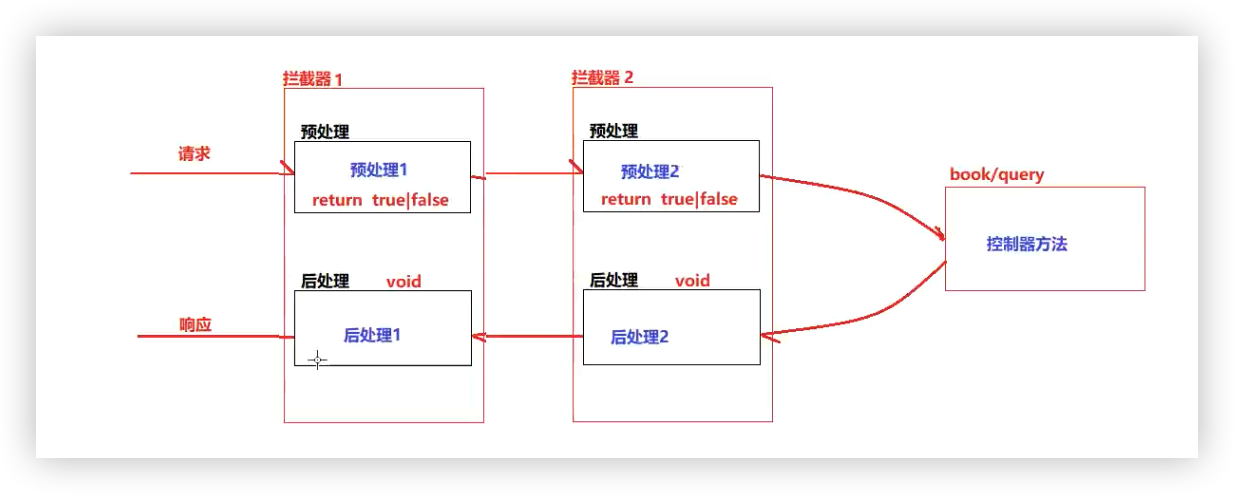 拦截器1
拦截器 2
预处理
预处理
请求
预处理1
预处理2
book/query
return true|false
return true|false
控制器方法
后处理 void
后处理 void
响应
后处理1
后处理2